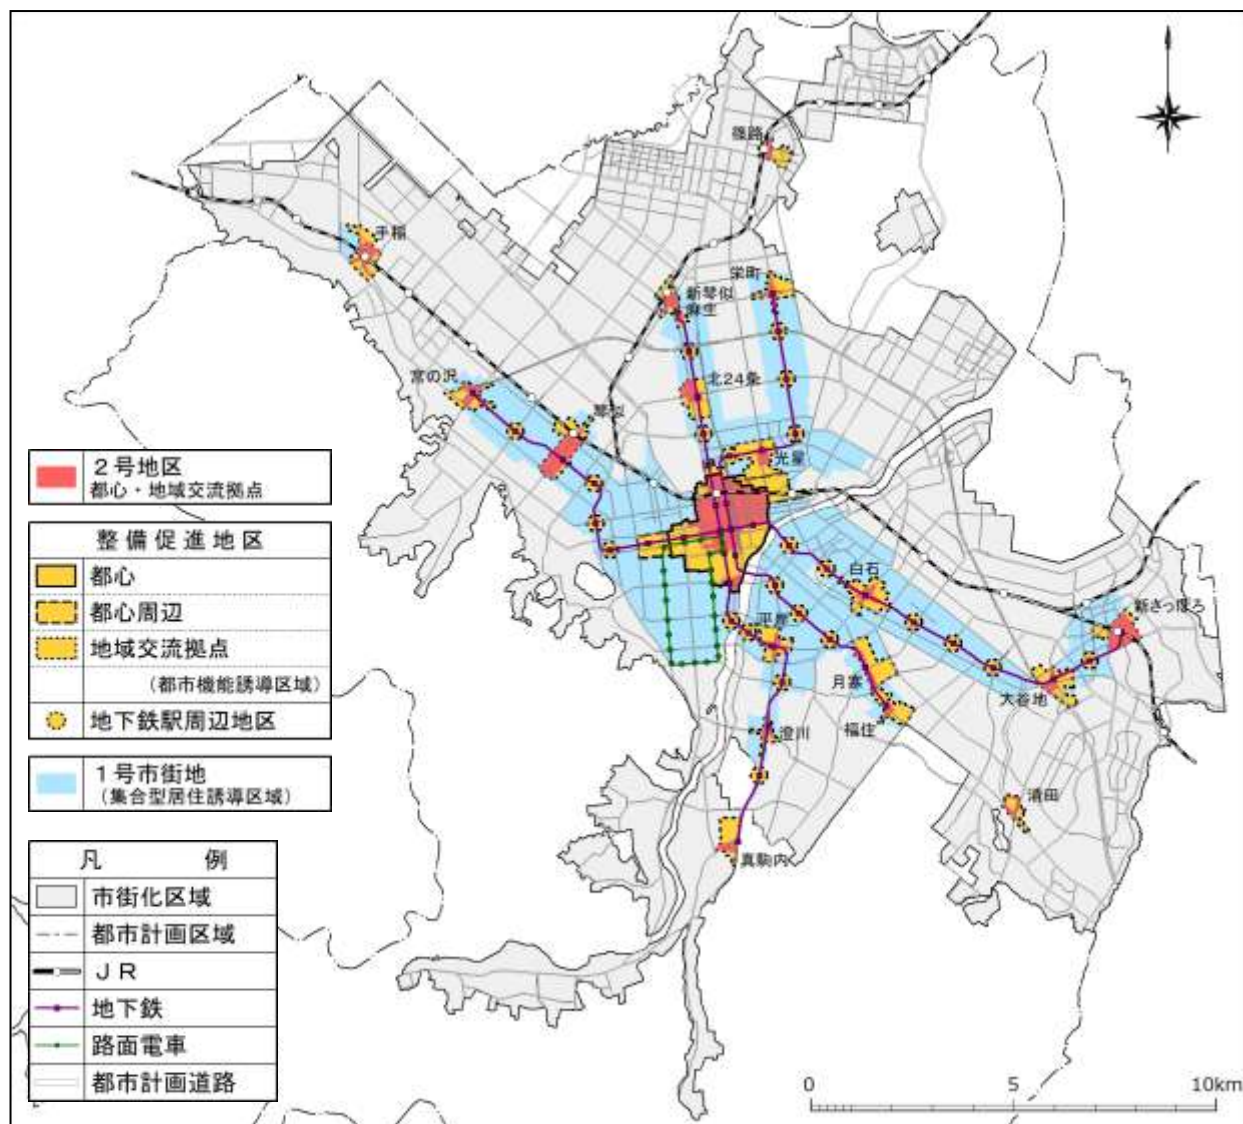 篠路
手稲
栄町
新琴似
麻生
宮の沢
北24条
琴似
光星
2号地区
都心・地域交流拠点
整備促進地区
都心
都心周辺
地域交流拠点
(都市機能誘導区域)
地下鉄駅周辺地区
1号市街地
(集合型居住誘導区域)
白石
新さっぽろ
平岸
月寒
大谷地
福住
澄川
清田
真駒内
凡 例
市街化区域
都市計画区域
JR
地下鉄
路面電車
都市計画道路
0 5 10km